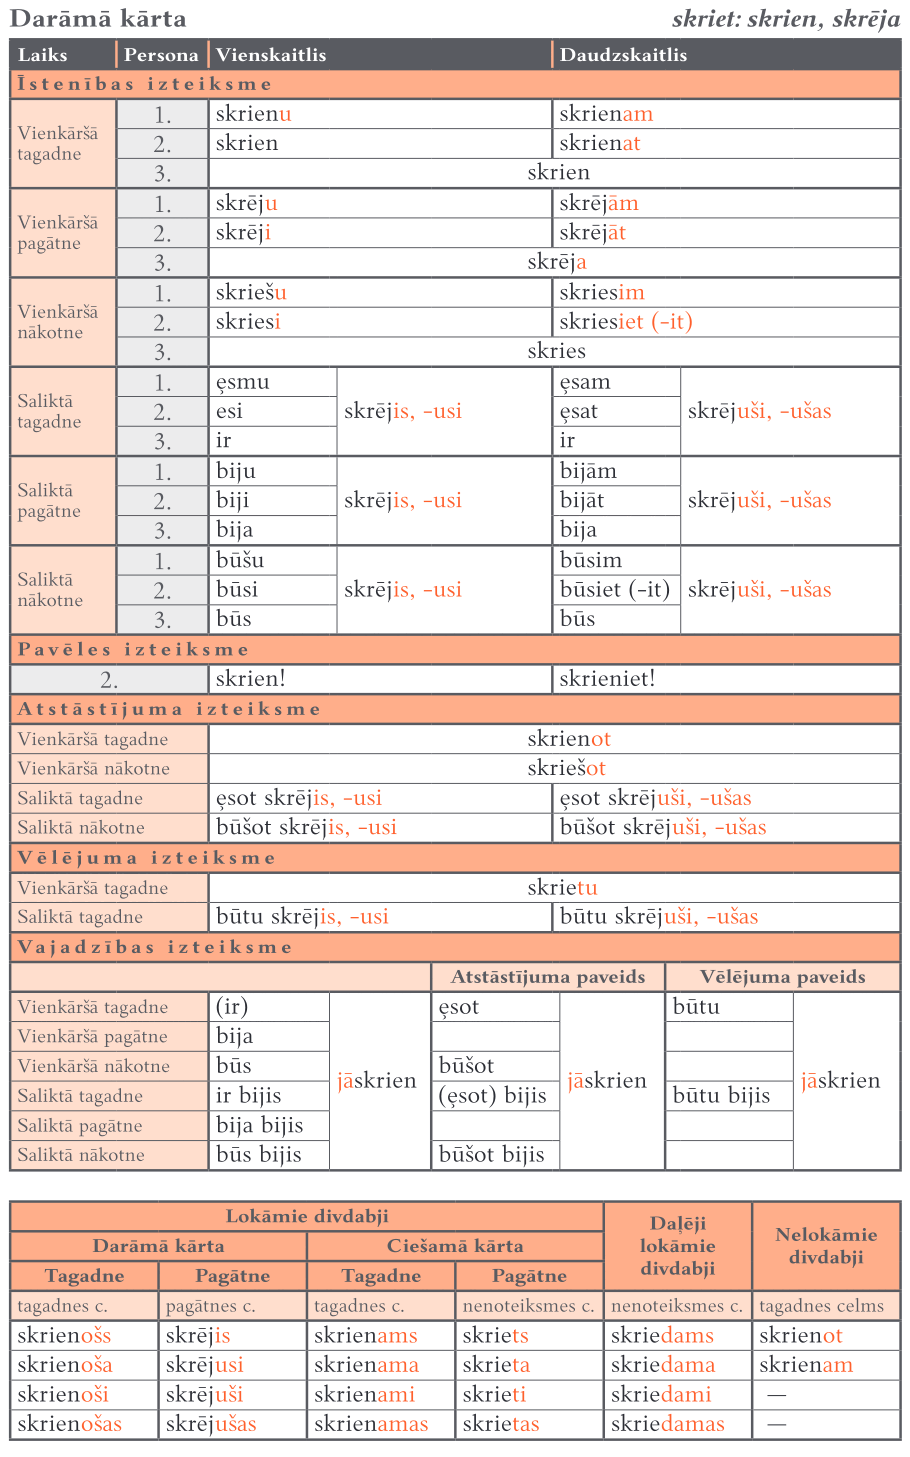 Darāmā kārta skriet: skrien, skrēja
Laiks Persona Vienskaitlis Daudzskaitlis
Īstenības izteiksme
Vienkāršā tagadne
1. skrienu skrienam
2. skrien skrienat
3. skrien
Vienkāršā pagātne
1. skrēju skrējām
2. skrēji skrējāt
3. skrēja
Vienkāršā nākotne
1. skriešu skriesim
2. skriesi skriesiet (-it)
3. skries
Saliktā tagadne
1. ȩsmu skrējis, -usi ȩsam skrējuši, -ušas
2. esi ȩsat
3. ir ir
Saliktā pagātne
1. biju skrējis, -usi bijām skrējuši, -ušas
2. biji bijāt
3. bija bija
Saliktā nākotne
1. būšu skrējis, -usi būsim skrējuši, -ušas
2. būsi būsiet (-it)
3. būs būs
Pavēles izteiksme
2. skrien! skrieniet!
Atstāstījuma izteiksme
Vienkāršā tagadne skrienot
Vienkāršā nākotne skriešot
Saliktā tagadne ȩsot skrējis, -usi ȩsot skrējuši, -ušas
Saliktā nākotne būšot skrējis, -usi būšot skrējuši, -ušas
Vēlējuma izteiksme
Vienkāršā tagadne skrietu
Saliktā tagadne būtu skrējis, -usi būtu skrējuši, -ušas
Vajadzības izteiksme
Atstāstījuma paveids Vēlējuma paveids
Vienkāršā tagadne (ir) jāskrien ȩsot jāskrien būtu jāskrien
Vienkāršā pagātne bija
Vienkāršā nākotne būs būšot
Saliktā tagadne ir bijis (ȩsot) bijis būtu bijis
Saliktā pagātne bija bijis
Saliktā nākotne būs bijis būšot bijis
Lokāmie divdabji Daļēji lokāmie divdabji Nelokāmie divdabji
Darāmā kārta Ciešamā kārta
Tagadne Pagātne Tagadne Pagātne
tagadnes c. pagātnes c. tagadnes c. nenoteiksmes c. nenoteiksmes c. tagadnes celms
skrienošs skrējis skrienams skriets skriedams skrienot
skrienoša skrējusi skrienama skrieta skriedama skrienam
skrienoši skrējuši skrienami skrieti skriedami —
skrienošas skrējušas skrienamas skrietas skriedamas —